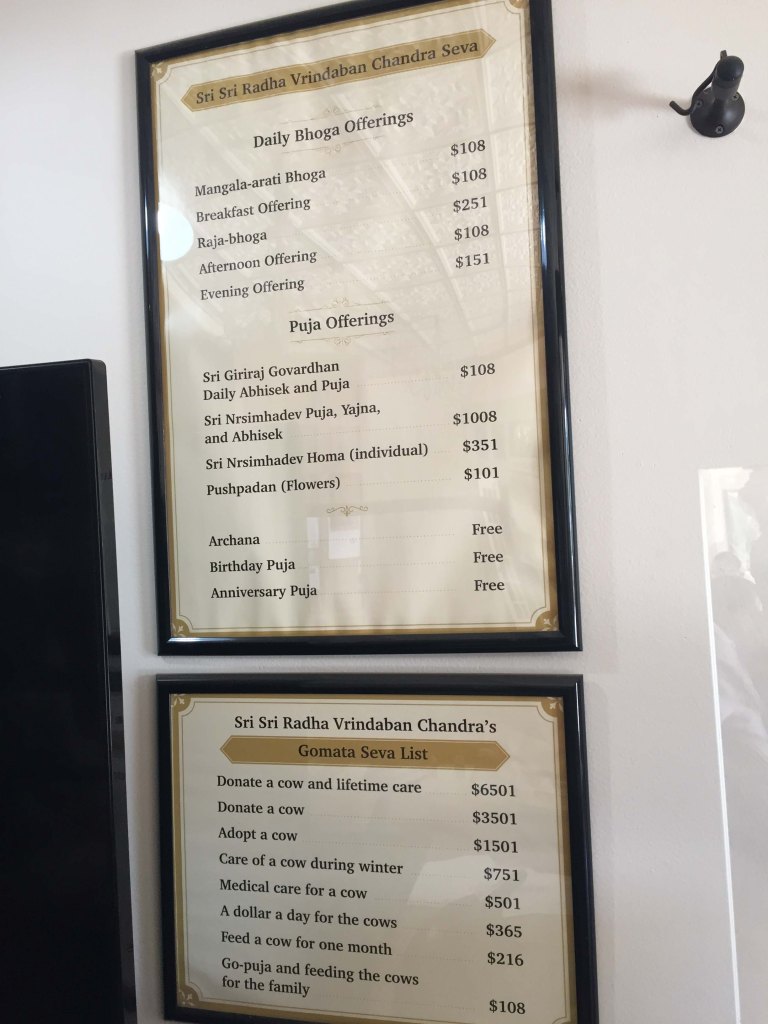 Sri Sri Radha Vrindaban Chandra Seva
Daily Bhoga Offerings
Mangala-arati Bhoga $108
Breakfast Offering $108
Raja-bhoga $251
Afternoon Offering $108
Evening Offering $151
Puja Offerings
Sri Giriraj Govardhan
Daily Abhisek and Puja $108
Sri Nrsimhadev Puja, Yajna,
and Abhisek $1008
Sri Nrsimhadev Homa (individual) $351
Pushpadan (Flowers) $101
Archana Free
Birthday Puja Free
Anniversary Puja Free
Sri Sri Radha Vrindaban Chandra's
Gomata Seva List
Donate a cow and lifetime care $6501
Donate a cow $3501
Adopt a cow $1501
Care of a cow during winter $751
Medical care for a cow $501
A dollar a day for the cows $365
Feed a cow for one month $216
Go-puja and feeding the cows
for the family $108